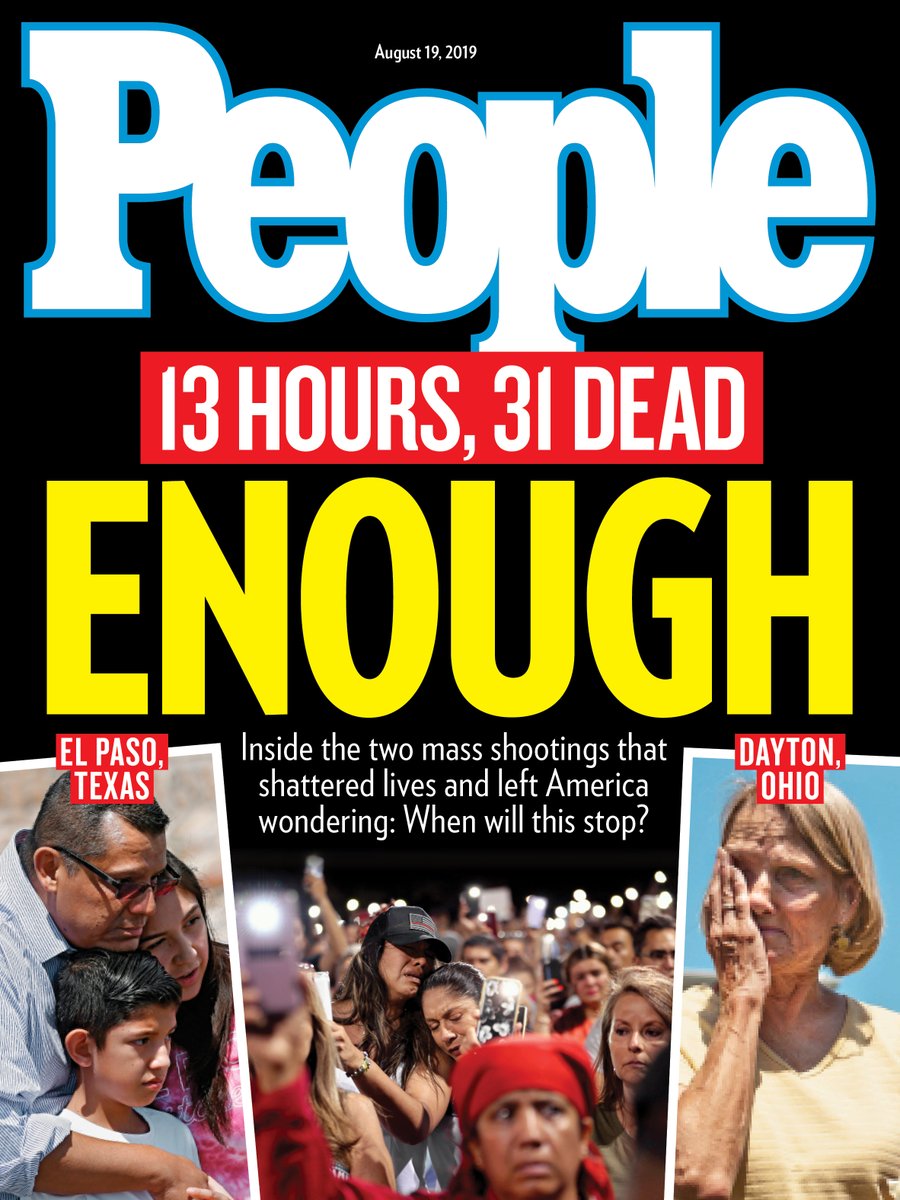 August 19, 2019
People
13 HOURS, 31 DEAD
ENOUGH
EL PASO,
TEXAS
Inside the two mass shootings that
shattered lives and left America
wondering: When will this stop?
DAYTON,
OHIO